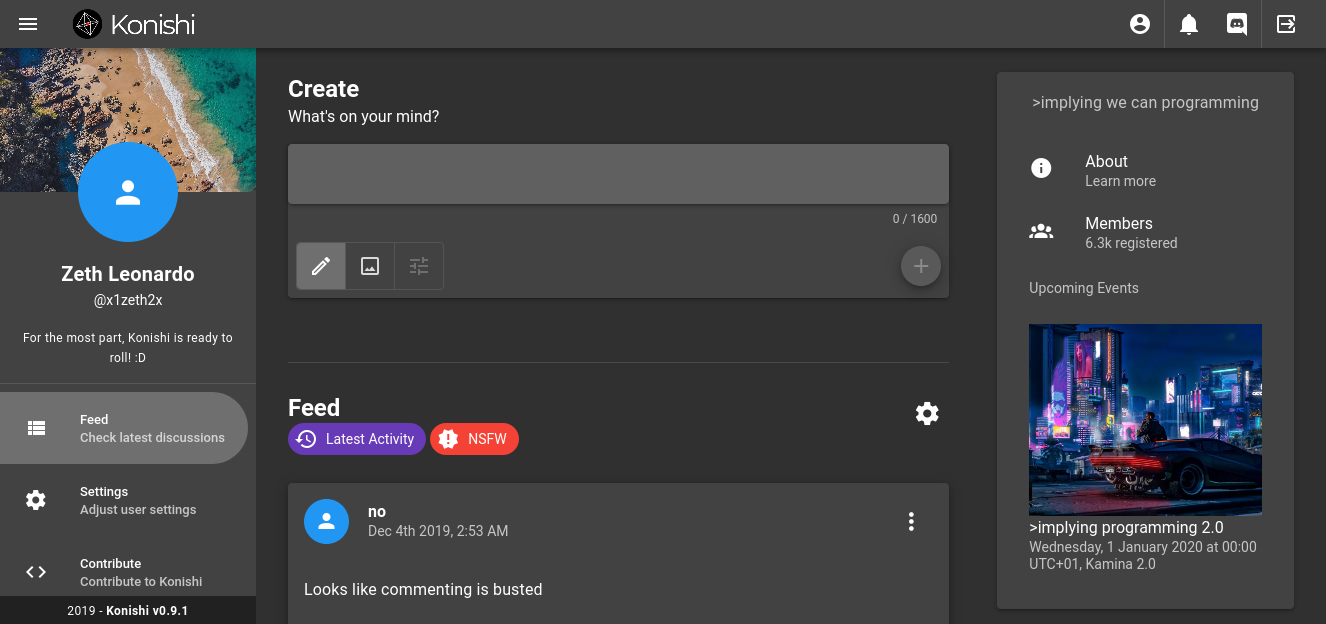 Konishi
Zeth Leonardo
@x1zeth2x
For the most part, Konishi is ready to
roll! :D
Feed
Check latest discussions
Settings
Adjust user settings
Contribute
Contribute to Konishi
2019 - Konishi v0.9.1
Create
What's on your mind?
0 / 1600
Feed
Latest Activity
NSFW
no
Dec 4th 2019, 2:53 AM
Looks like commenting is busted
>implying we can programming
About
Learn more
Members
6.3k registered
Upcoming Events
>implying programming 2.0
Wednesday, 1 January 2020 at 00:00
UTC+01, Kamina 2.0